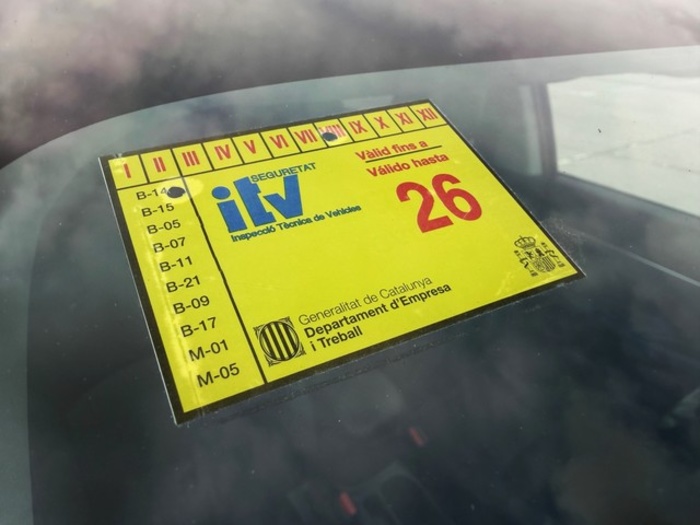 I II III IV V VI VII VIII IX X XI XII
B-14
B-15
B-05
B-07
B-11
B-21
B-09
B-17
M-01
M-05
SEGURETAT
itv
Inspecció Tècnica de Vehicles
Vàlid fins a
Válido hasta
26
Generalitat de Catalunya
Departament d'Empresa
i Treball